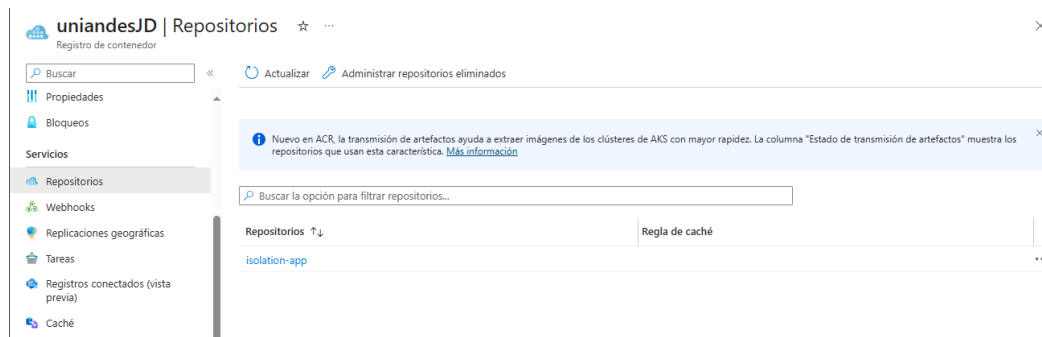 uniandesJD | Repositorios
Registro de contenedor
Buscar
Propiedades
Bloqueos
Servicios
Repositorios
Webhooks
Replicaciones geográficas
Tareas
Registros conectados (vista
previa)
Caché
Actualizar
Administrar repositorios eliminados
Nuevo en ACR, la transmisión de artefactos ayuda a extraer imágenes de los clústeres de AKS con mayor rapidez. La columna "Estado de transmisión de artefactos" muestra los
repositorios que usan esta característica. Más información
Buscar la opción para filtrar repositorios...
Repositorios
Regla de caché
isolation-app